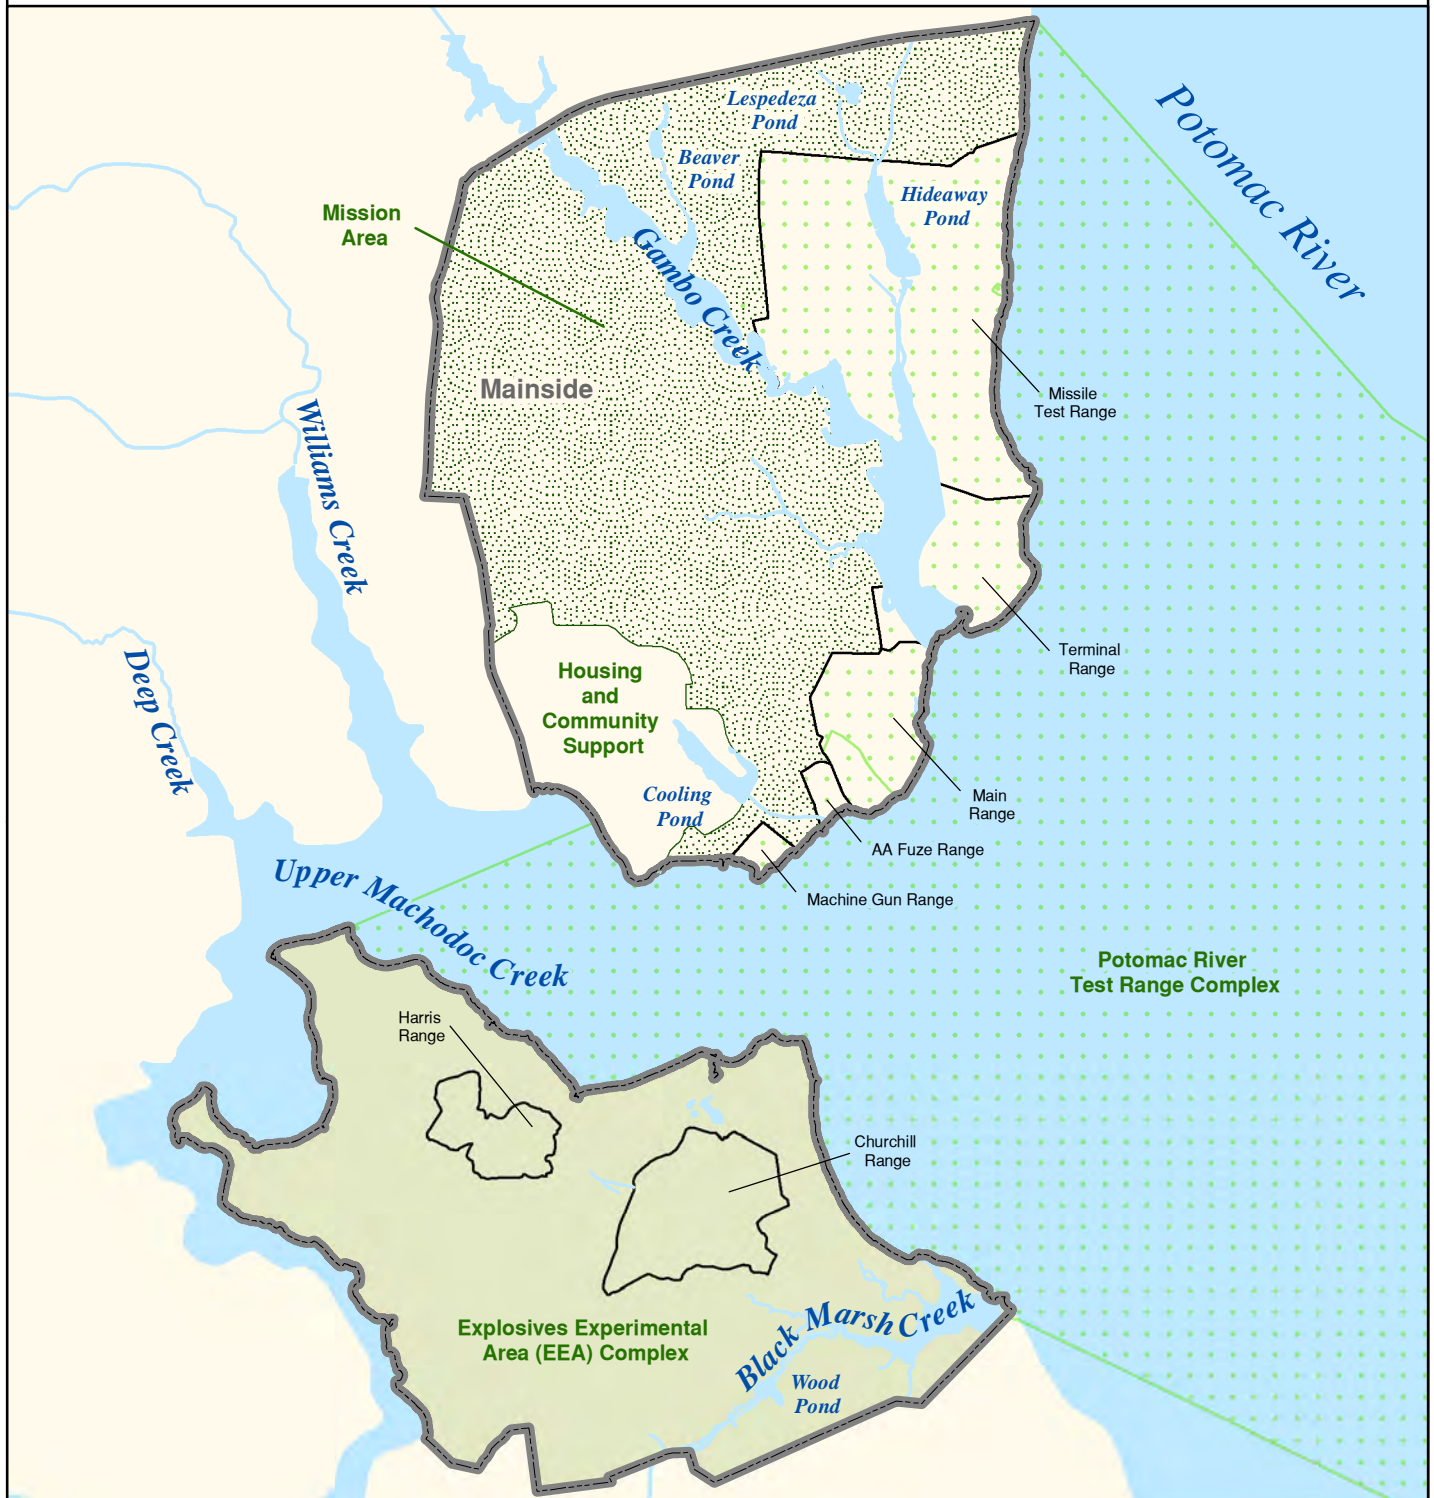 Lespedeza
Pond
Beaver
Pond
Hideaway
Pond
Potomac River
Mission
Area
Gambo Creek
Mainside
Missile
Test Range
Williams Creek
Terminal
Range
Deep Creek
Housing
and
Community
Support
Cooling
Pond
Main
Range
AA Fuze Range
Machine Gun Range
Upper Machodoc Creek
Potomac River
Test Range Complex
Harris
Range
Churchill
Range
Explosives Experimental
Area (EEA) Complex
Black Marsh Creek
Wood
Pond